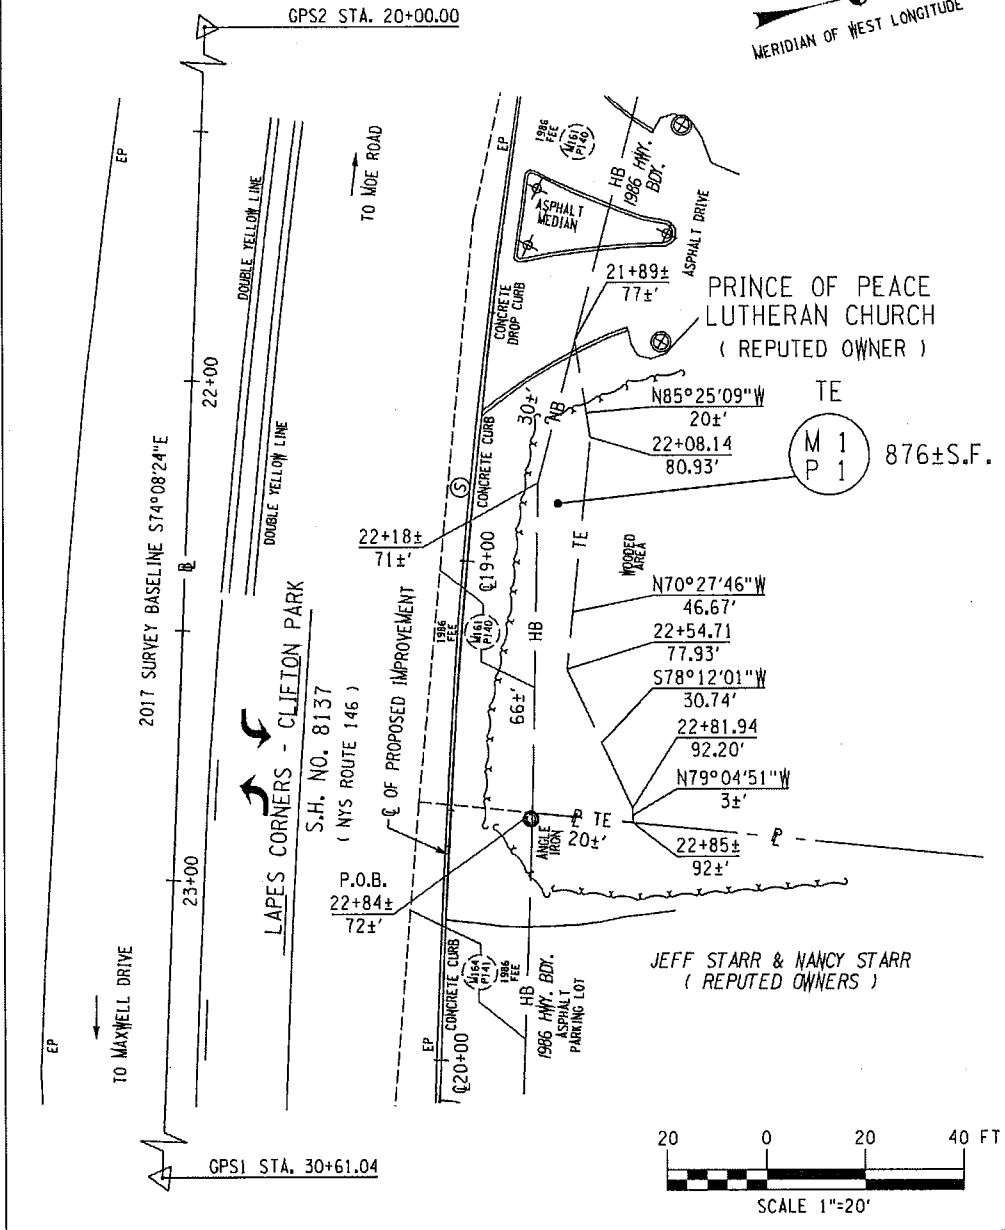 GPS2 STA. 20+00.00
MERIDIAN OF WEST LONGITUDE
EP
DOUBLE YELLOW LINE
TO MOE ROAD
EP
1986
FEE
M161
P140
HB
1986 HWY.
BDY.
ASPHALT
MEDIAN
ASPHALT DRIVE
CONCRETE
DROP CURB
21+89±
77±'
PRINCE OF PEACE
LUTHERAN CHURCH
( REPUTED OWNER )
TE
M 1
P 1
876±S.F.
22+00
30±'
HB
N85°25'09"W
20±'
22+08.14
80.93'
2017 SURVEY BASELINE S74°08'24"E
DOUBLE YELLOW LINE
CONCRETE CURB
S
TE
WOODED
AREA
22+18±
71±'
℄19+00
N70°27'46"W
46.67'
22+54.71
77.93'
1986
FEE
M161
P140
HB
66±'
S78°12'01"W
30.74'
22+81.94
92.20'
N79°04'51"W
3±'
LAPES CORNERS - CLIFTON PARK
S.H. NO. 8137
( NYS ROUTE 146 )
℄ OF PROPOSED IMPROVEMENT
TE
ANGLE
IRON
20±'
22+85±
92±'
23+00
P.O.B.
22+84±
72±'
TO MAXWELL DRIVE
EP
EP
CONCRETE CURB
M164
P141
1986
FEE
HB
1986 HWY. BDY.
ASPHALT
PARKING LOT
JEFF STARR & NANCY STARR
( REPUTED OWNERS )
℄20+00
GPS1 STA. 30+61.04
20 0 20 40 FT
SCALE 1"=20'